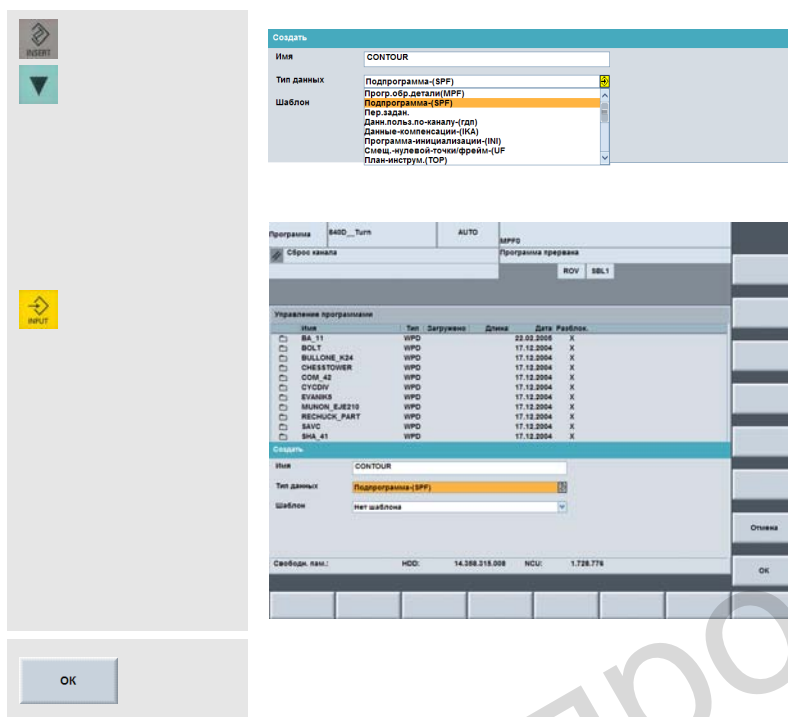 INSERT
Создать
Имя CONTOUR
Тип данных Подпрограмма-(SPF)
Шаблон
Прогр.обр.детали(MPF)
Подпрограмма-(SPF)
Пер.задан.
Данн.польз.по-каналу-(гдп)
Данные-компенсации-(IKA)
Программа-инициализации-(INI)
Смещ.-нулевой-точки/фрейм-(UF
План-инструм.(TOP)
INPUT
Программа 840D__Turn AUTO MPF0
Сброс канала Программа прервана
ROV SBL1
Управление программами
Имя Тип Загружено Длина Дата Разблок.
BA_11 WPD 22.02.2005 X
BOLT WPD 17.12.2004 X
BULLONE_K24 WPD 17.12.2004 X
CHESSTOWER WPD 17.12.2004 X
COM_42 WPD 17.12.2004 X
CYCDIV WPD 17.12.2004 X
EVANIKS WPD 17.12.2004 X
MUNON_EJE210 WPD 17.12.2004 X
RECHUCK_PART WPD 17.12.2004 X
SAVC WPD 17.12.2004 X
SHA_41 WPD 17.12.2004 X
Создать
Имя CONTOUR
Тип данных Подпрограмма-(SPF)
Шаблон Нет шаблона
Отмена
Свободн. пам.: HDD: 14.358.315.008 NCU: 1.728.776
OK
OK
про